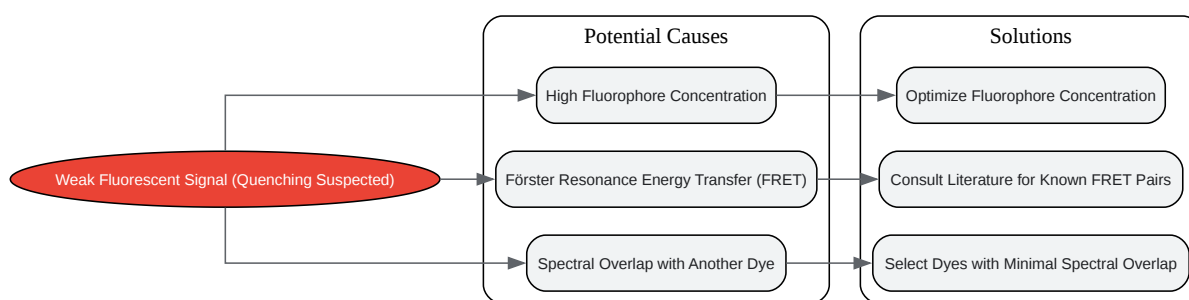 Potential Causes
Solutions
High Fluorophore Concentration
Optimize Fluorophore Concentration
Weak Fluorescent Signal (Quenching Suspected)
Förster Resonance Energy Transfer (FRET)
Consult Literature for Known FRET Pairs
Spectral Overlap with Another Dye
Select Dyes with Minimal Spectral Overlap